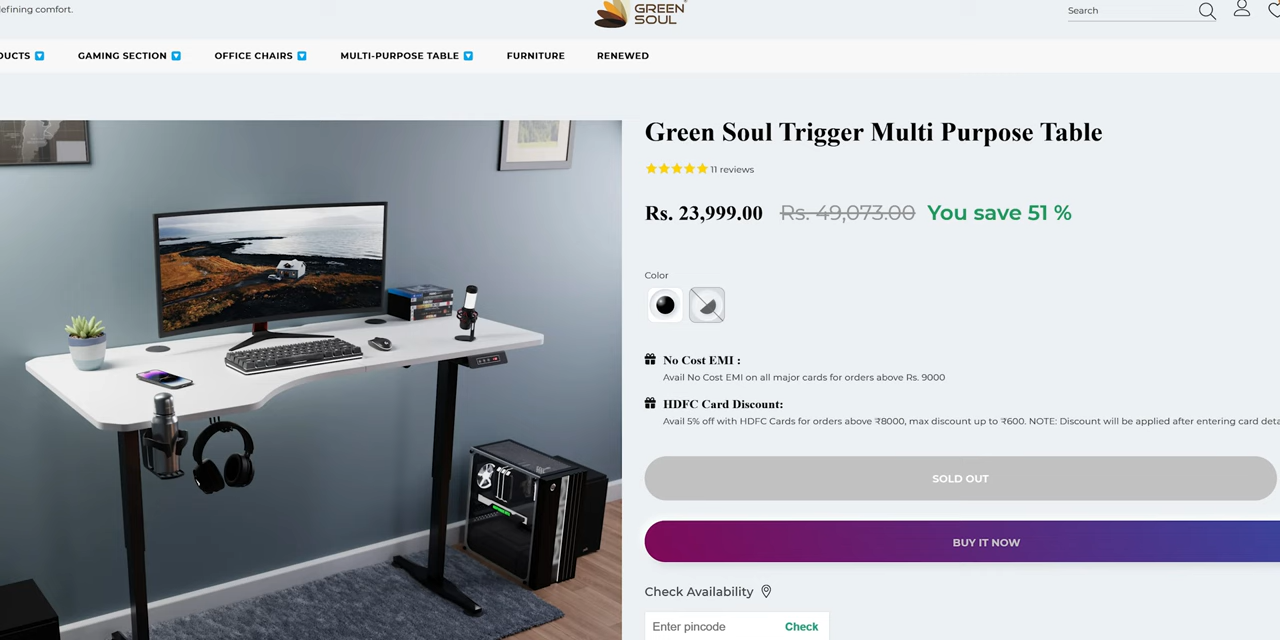 efining comfort.
GREEN
SOUL
Search
DUCTS
GAMING SECTION
OFFICE CHAIRS
MULTI-PURPOSE TABLE
FURNITURE
RENEWED
Green Soul Trigger Multi Purpose Table
11 reviews
Rs. 23,999.00 Rs. 49,073.00 You save 51 %
Color
No Cost EMI :
Avail No Cost EMI on all major cards for orders above Rs. 9000
HDFC Card Discount:
Avail 5% off with HDFC Cards for orders above ₹8000, max discount up to ₹600. NOTE: Discount will be applied after entering card deta
SOLD OUT
BUY IT NOW
Check Availability
Enter pincode Check